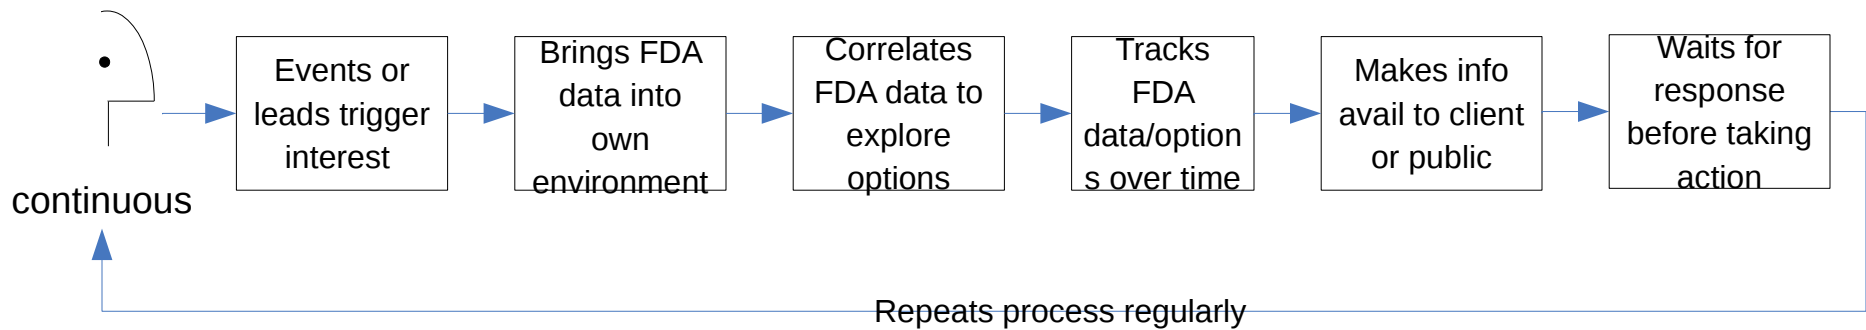 Events or
leads trigger
interest
Brings FDA
data into
own
environment
Correlates
FDA data to
explore
options
Tracks
FDA
data/option
s over time
Makes info
avail to client
or public
Waits for
response
before taking
action
continuous
Repeats process regularly